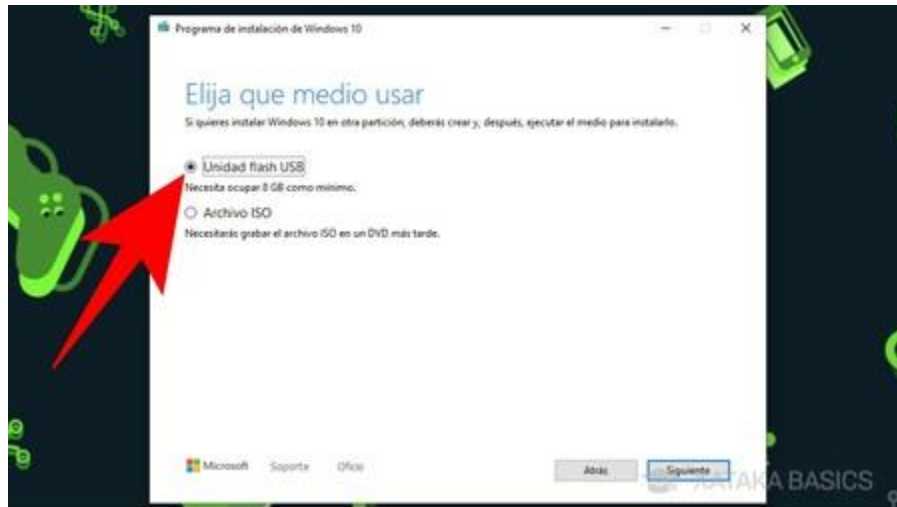 Programa de instalación de Windows 10
Elija que medio usar
Si quieres instalar Windows 10 en otra partición, deberás crear y, después, ejecutar el medio para instalarlo.
Unidad flash USB
Necesita ocupar 8 GB como mínimo.
Archivo ISO
Necesitarás grabar el archivo ISO en un DVD más tarde.
Microsoft Soporte
Atrás Siguiente
XATAKA BASICS